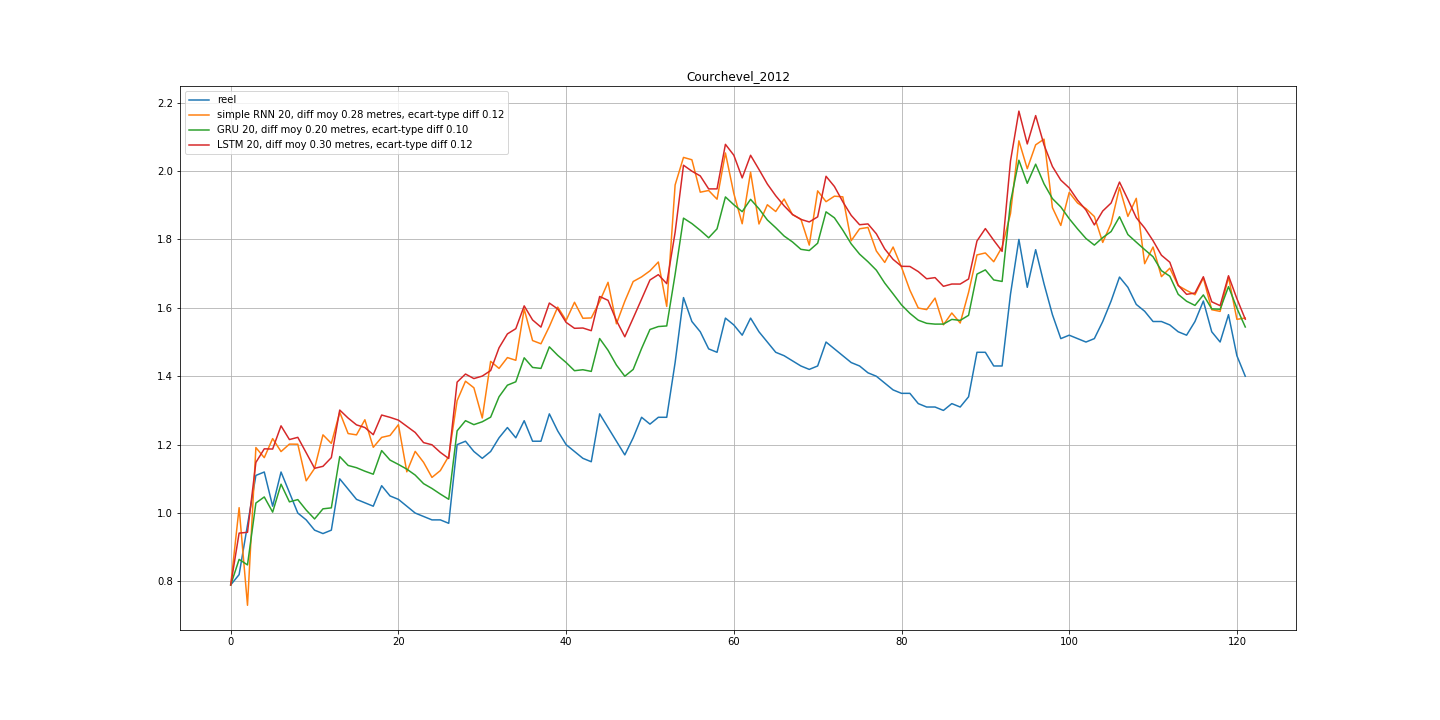 Courchevel_2012
reel
simple RNN 20, diff moy 0.28 metres, ecart-type diff 0.12
GRU 20, diff moy 0.20 metres, ecart-type diff 0.10
LSTM 20, diff moy 0.30 metres, ecart-type diff 0.12
2.2
2.0
1.8
1.6
1.4
1.2
1.0
0.8
0 20 40 60 80 100 120